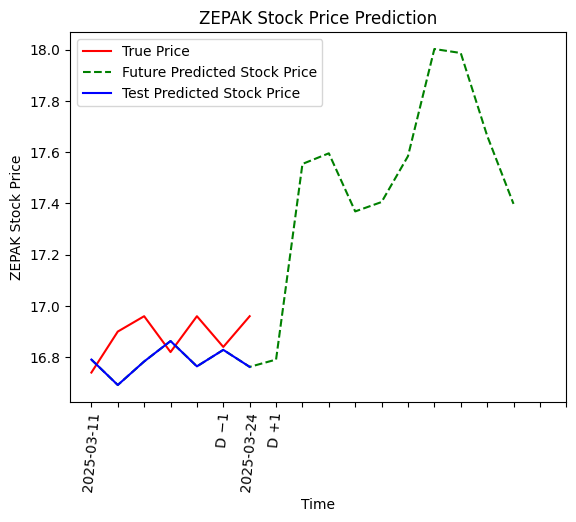 ZEPAK Stock Price Prediction
True Price
Future Predicted Stock Price
Test Predicted Stock Price
ZEPAK Stock Price
18.0
17.8
17.6
17.4
17.2
17.0
16.8
2025-03-11
D −1
2025-03-24
D +1
Time